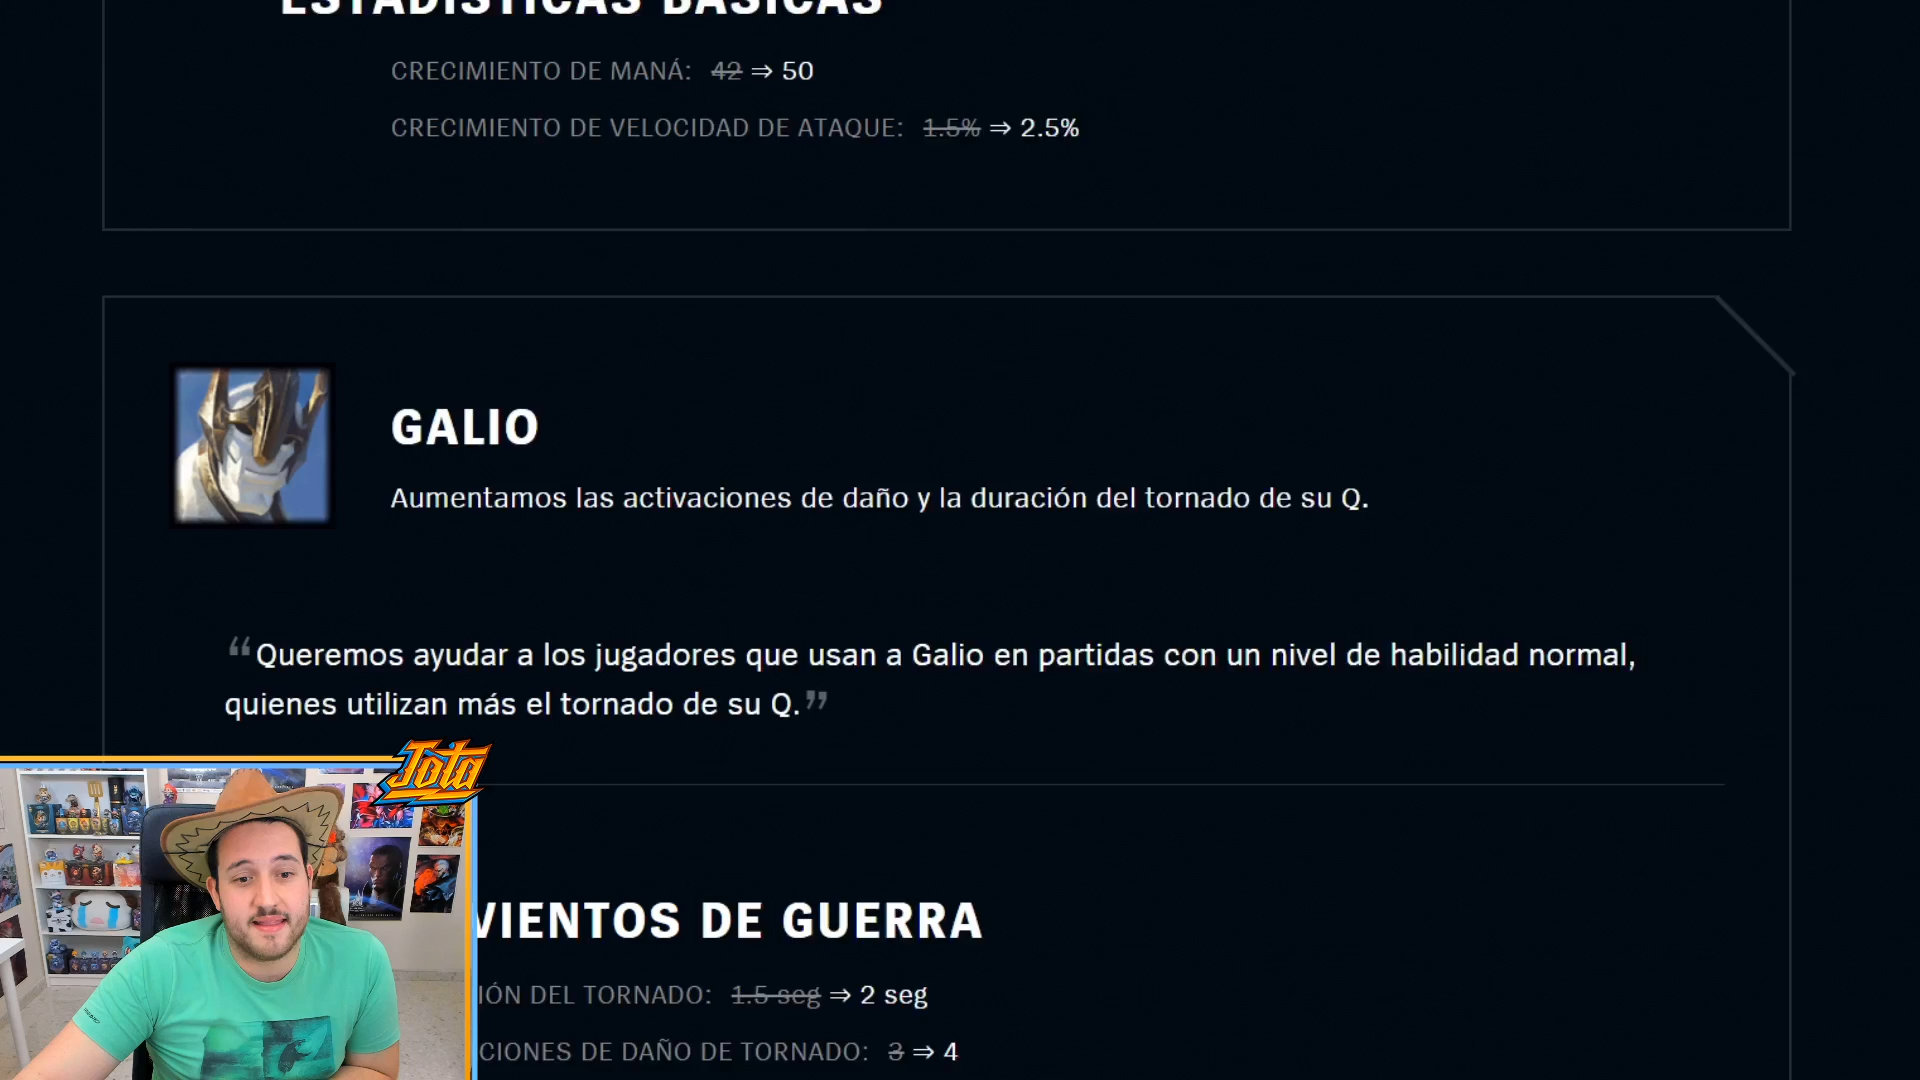 ESTADÍSTICAS BÁSICAS
CRECIMIENTO DE MANÁ: 42 ⇒ 50
CRECIMIENTO DE VELOCIDAD DE ATAQUE: 1.5% ⇒ 2.5%
GALIO
Aumentamos las activaciones de daño y la duración del tornado de su Q.
“Queremos ayudar a los jugadores que usan a Galio en partidas con un nivel de habilidad normal,
quienes utilizan más el tornado de su Q.”
Jota
VIENTOS DE GUERRA
IÓN DEL TORNADO: 1.5 seg ⇒ 2 seg
CIONES DE DAÑO DE TORNADO: 3 ⇒ 4